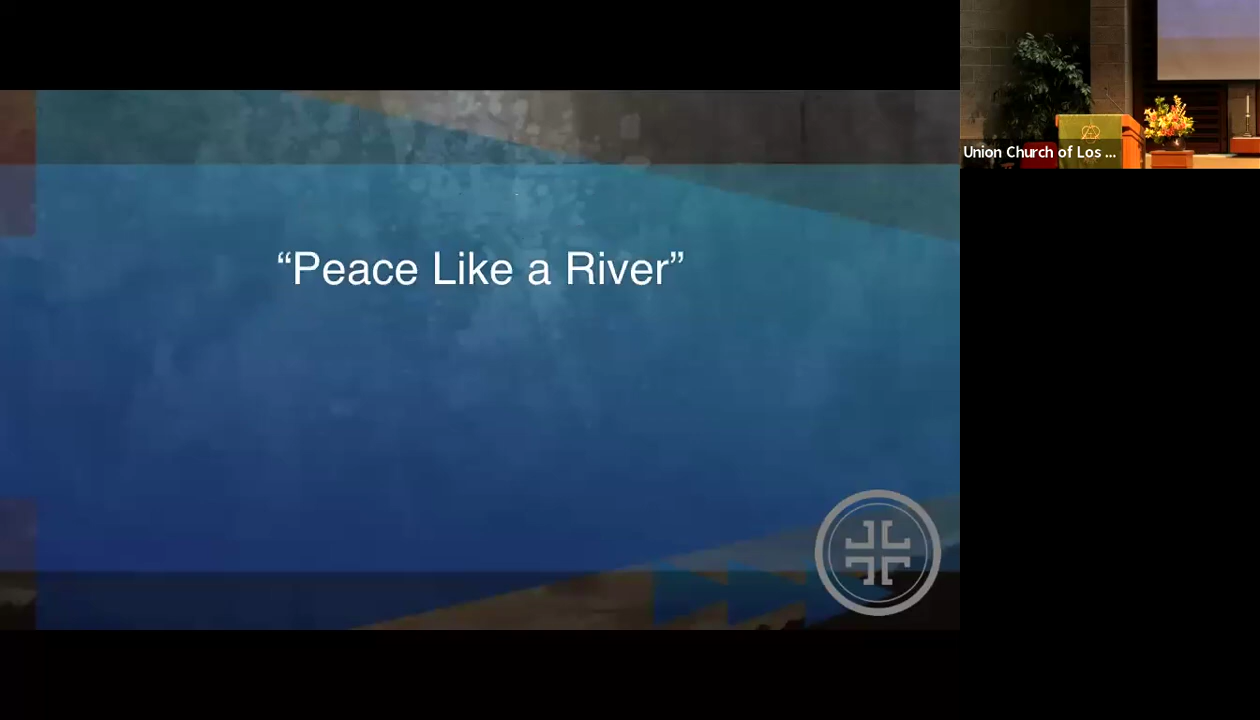 “Peace Like a River”
Union Church of Los ...